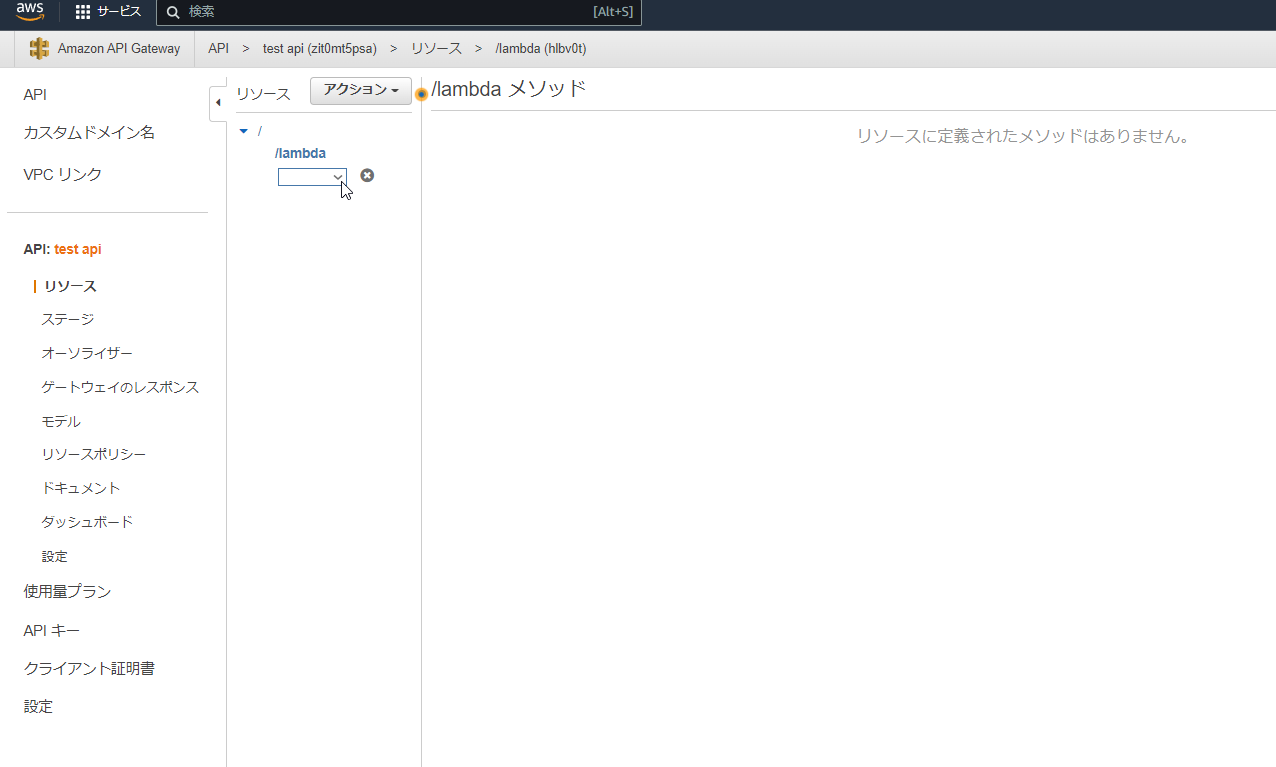 aws サービス 検索 [Alt+S]
Amazon API Gateway API > test api (zit0mt5psa) > リソース > /lambda (hlbv0t)
API
カスタムドメイン名
VPC リンク
API: test api
リソース
ステージ
オーソライザー
ゲートウェイのレスポンス
モデル
リソースポリシー
ドキュメント
ダッシュボード
設定
使用量プラン
API キー
クライアント証明書
設定
リソース アクション
/
/lambda
/lambda メソッド
リソースに定義されたメソッドはありません。